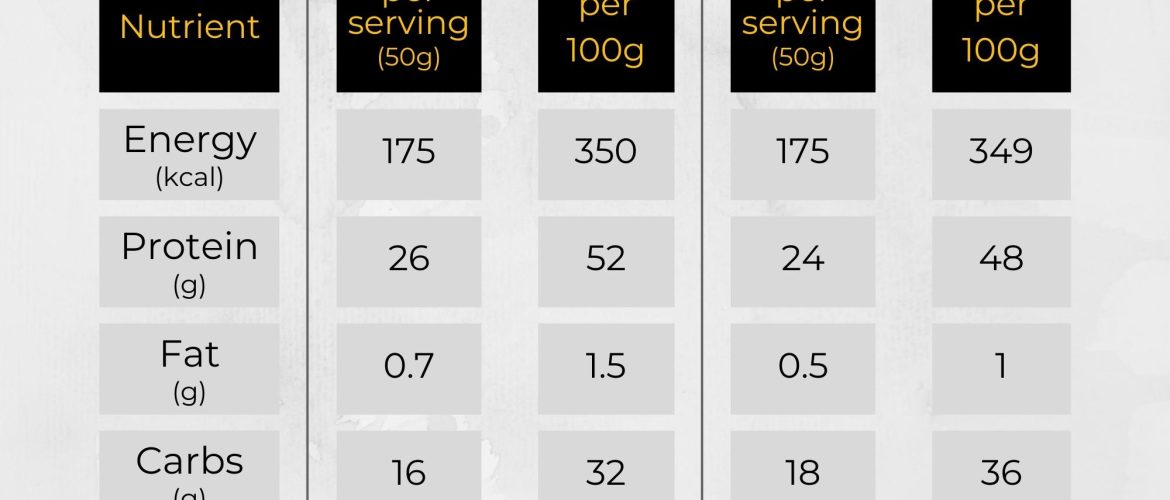 Nutrient
per
serving
(50g)
per
100g
per
serving
(50g)
per
100g
Energy
(kcal)
175
350
175
349
Protein
(g)
26
52
24
48
Fat
(g)
0.7
1.5
0.5
1
Carbs
(g)
16
32
18
36